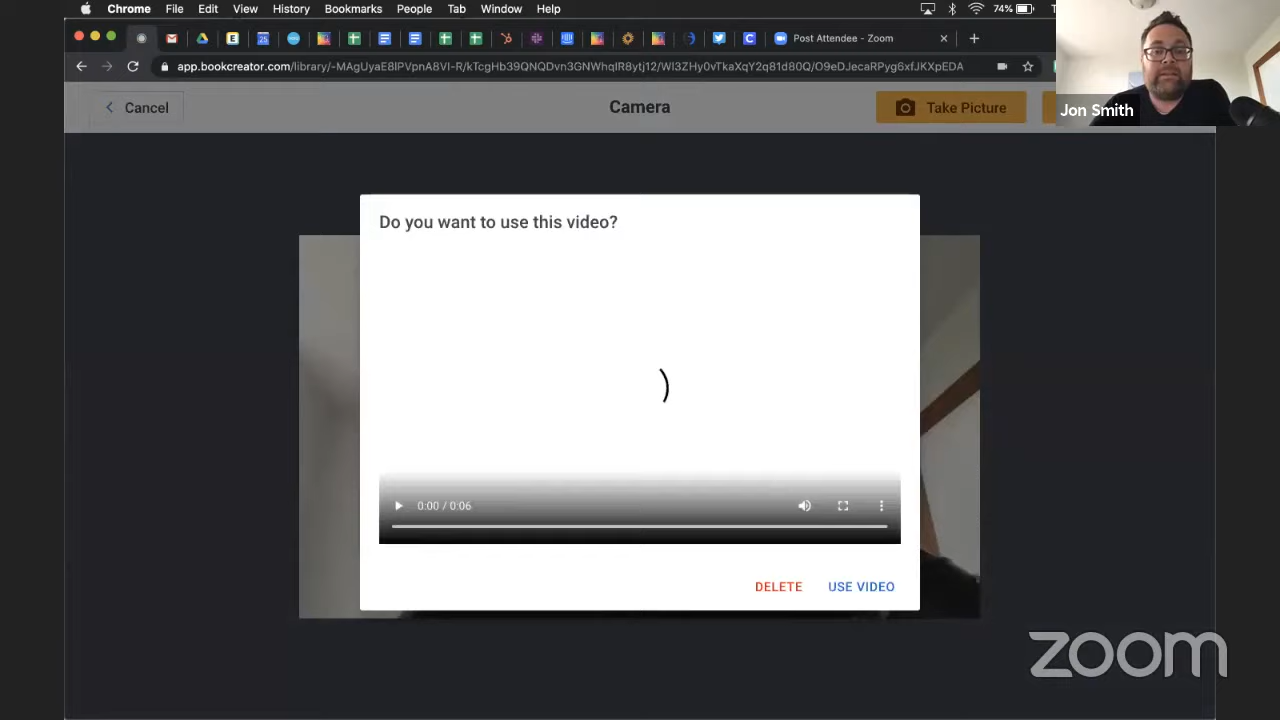 Chrome File Edit View History Bookmarks People Tab Window Help 74%
Post Attendee - Zoom
app.bookcreator.com/library/-MAgUyaE8lPVpnA8VI-R/kTcgHb39QNQDvn3GNWhqIR8ytj12/Wl3ZHy0vTkaXqY2q81d80Q/O9eDJecaRPyg6xfJKXpEDA
Cancel
Camera
Take Picture
Jon Smith
Do you want to use this video?
0:00 / 0:06
DELETE
USE VIDEO
zoom